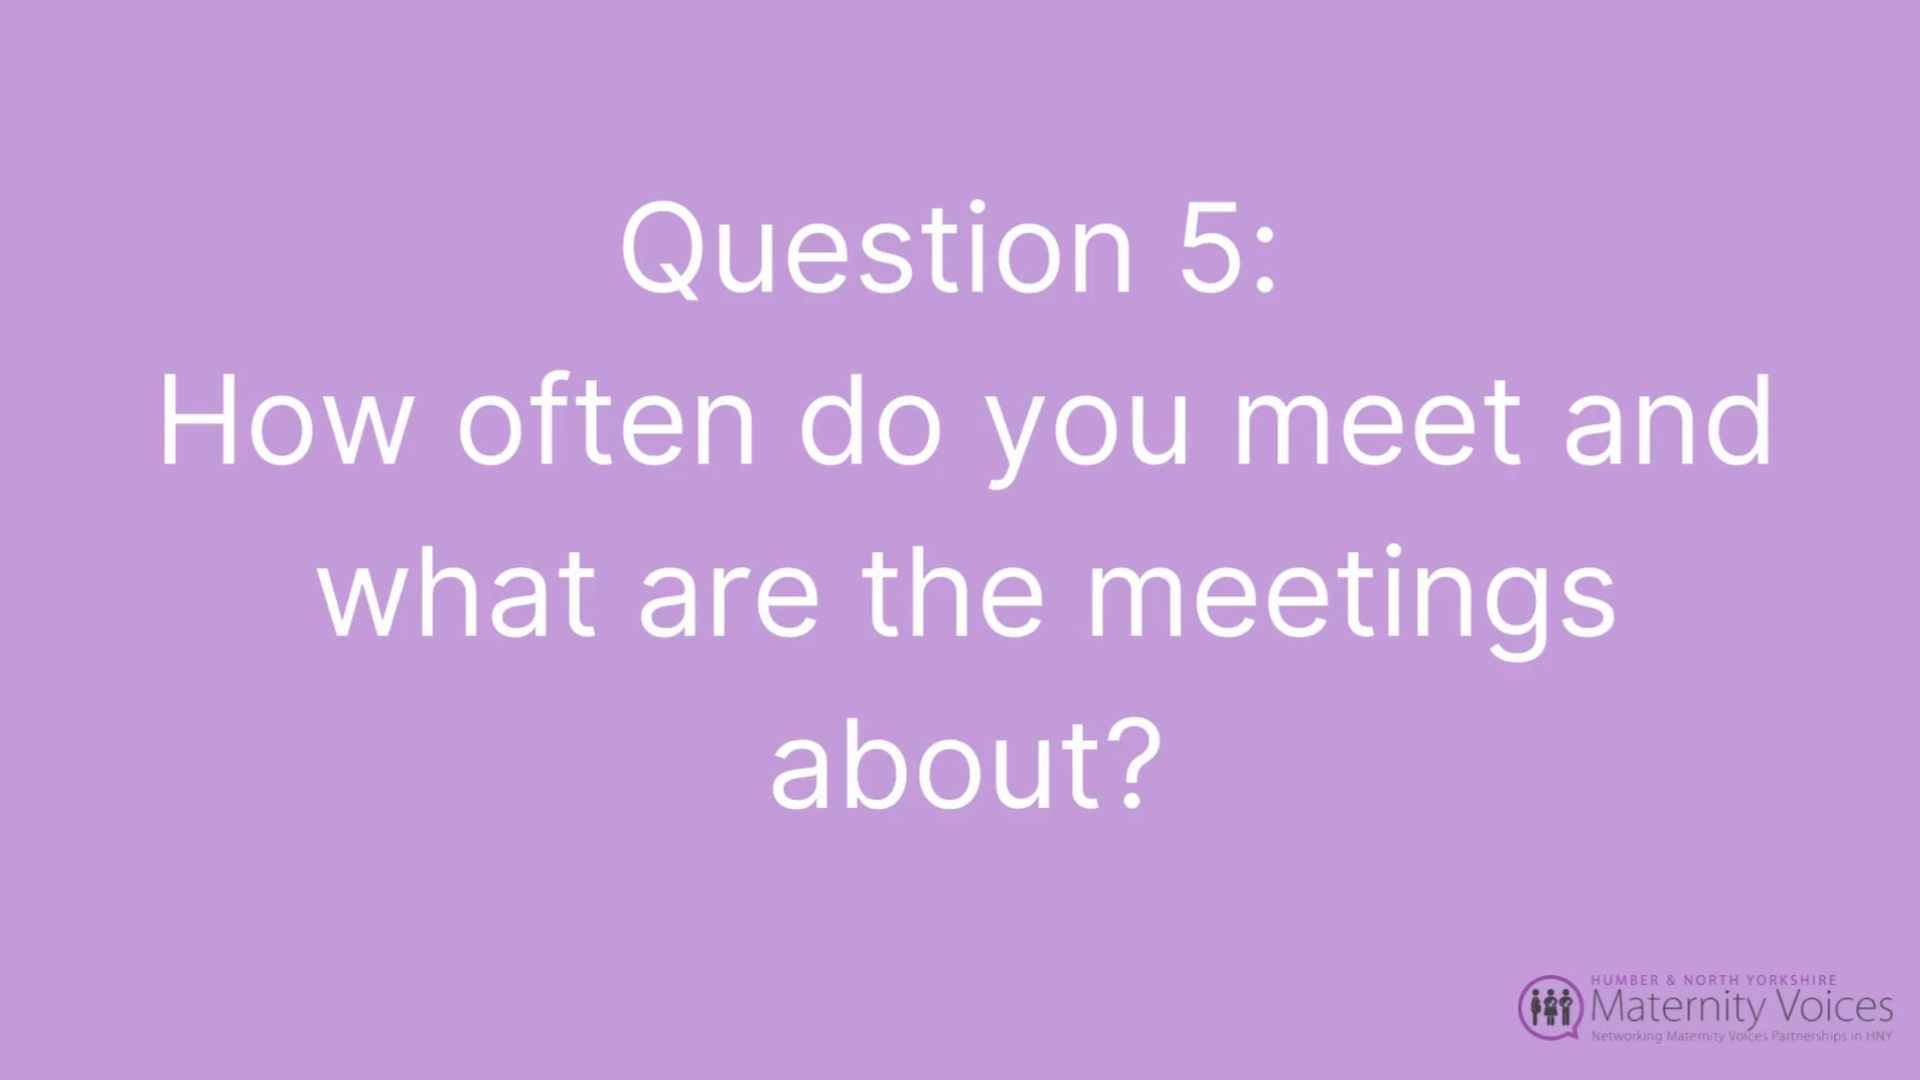 Question 5:
How often do you meet and
what are the meetings
about?
HUMBER & NORTH YORKSHIRE
Maternity Voices
Networking Maternity Voices Partnerships in HNY